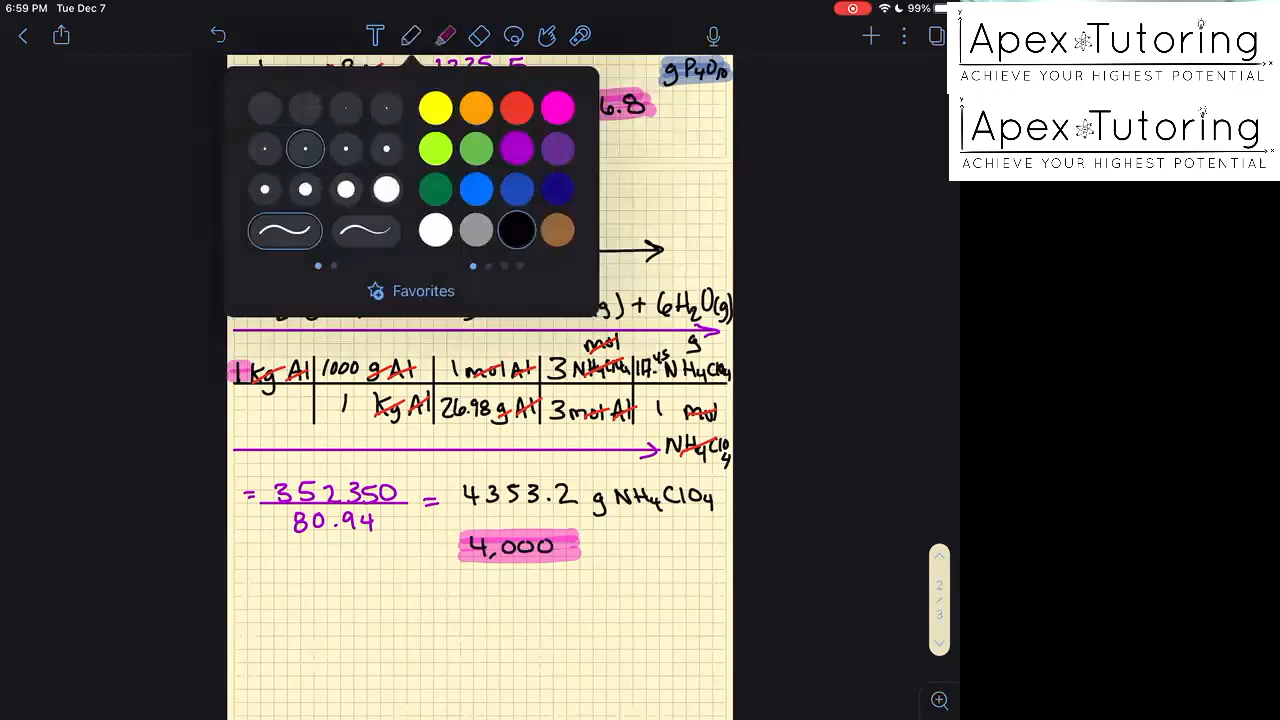 6:59 PM Tue Dec 7
99%
Apex Tutoring
ACHIEVE YOUR HIGHEST POTENTIAL
Apex Tutoring
ACHIEVE YOUR HIGHEST POTENTIAL
T
g P4O10
6.8
Favorites
(g) + 6H2O(g)
mol g
1 kg Al | 1000 g Al | 1 mol Al | 3 NH4ClO4 | 117.45 NH4ClO4
1 kg Al | 26.98 g Al | 3 mol Al | 1 mol
NH4ClO4
= 352350 = 4353.2 g NH4ClO4
80.94
4,000
2
/
3